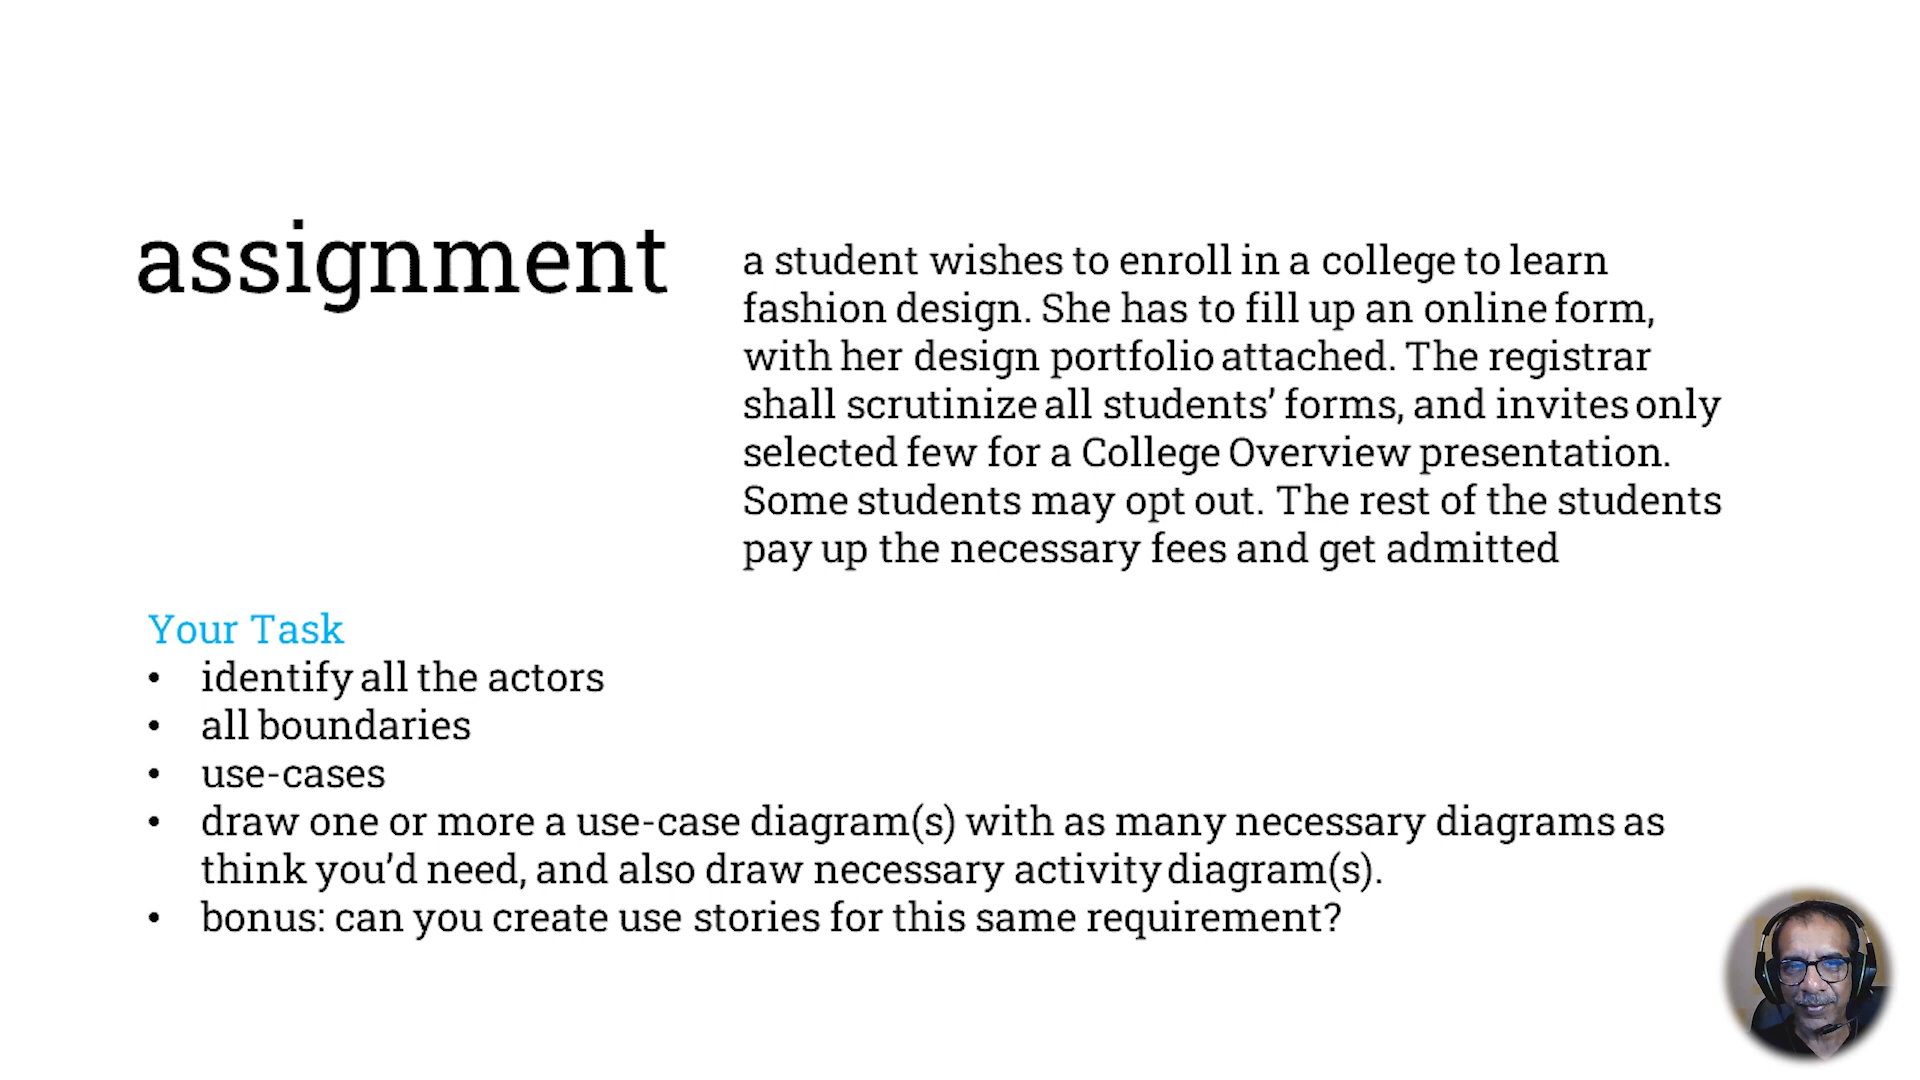 assignment
a student wishes to enroll in a college to learn
fashion design. She has to fill up an online form,
with her design portfolio attached. The registrar
shall scrutinize all students’ forms, and invites only
selected few for a College Overview presentation.
Some students may opt out. The rest of the students
pay up the necessary fees and get admitted
Your Task
• identify all the actors
• all boundaries
• use-cases
• draw one or more a use-case diagram(s) with as many necessary diagrams as
think you’d need, and also draw necessary activity diagram(s).
• bonus: can you create use stories for this same requirement?